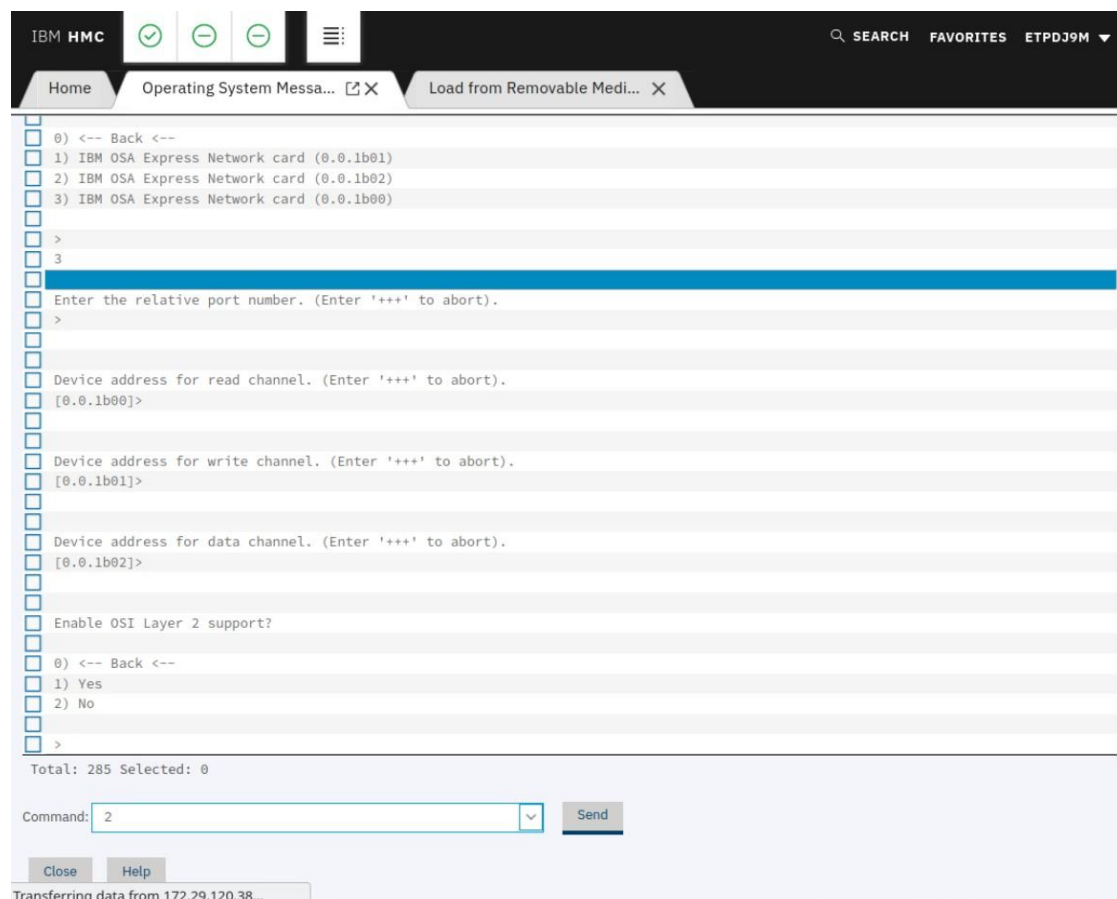 IBM HMC
SEARCH FAVORITES ETPDJ9M
Home Operating System Messa... Load from Removable Medi...
0) <-- Back <--
1) IBM OSA Express Network card (0.0.1b01)
2) IBM OSA Express Network card (0.0.1b02)
3) IBM OSA Express Network card (0.0.1b00)
>
3
Enter the relative port number. (Enter '+++' to abort).
>
Device address for read channel. (Enter '+++' to abort).
[0.0.1b00]>
Device address for write channel. (Enter '+++' to abort).
[0.0.1b01]>
Device address for data channel. (Enter '+++' to abort).
[0.0.1b02]>
Enable OSI Layer 2 support?
0) <-- Back <--
1) Yes
2) No
>
Total: 285 Selected: 0
Command: 2 Send
Close Help
Transferring data from 172.29.120.38...